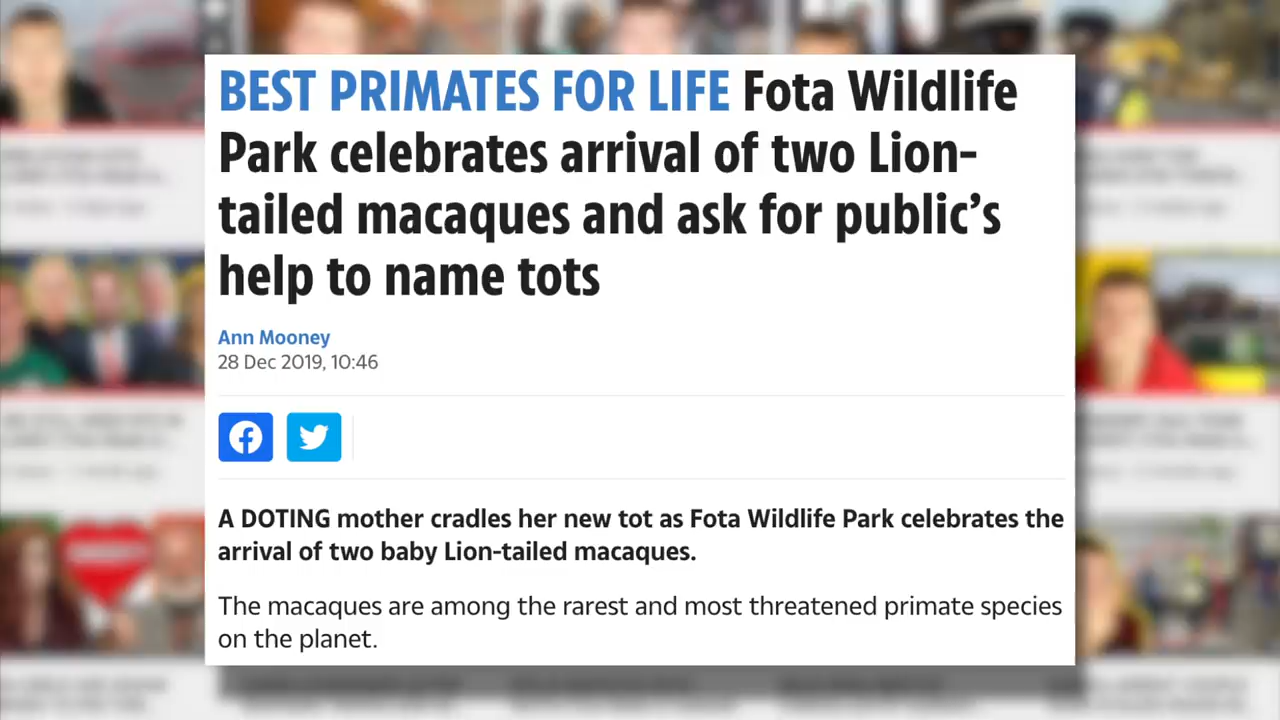 BEST PRIMATES FOR LIFE Fota Wildlife
Park celebrates arrival of two Lion-
tailed macaques and ask for public’s
help to name tots
Ann Mooney
28 Dec 2019, 10:46
A DOTING mother cradles her new tot as Fota Wildlife Park celebrates the
arrival of two baby Lion-tailed macaques.
The macaques are among the rarest and most threatened primate species
on the planet.